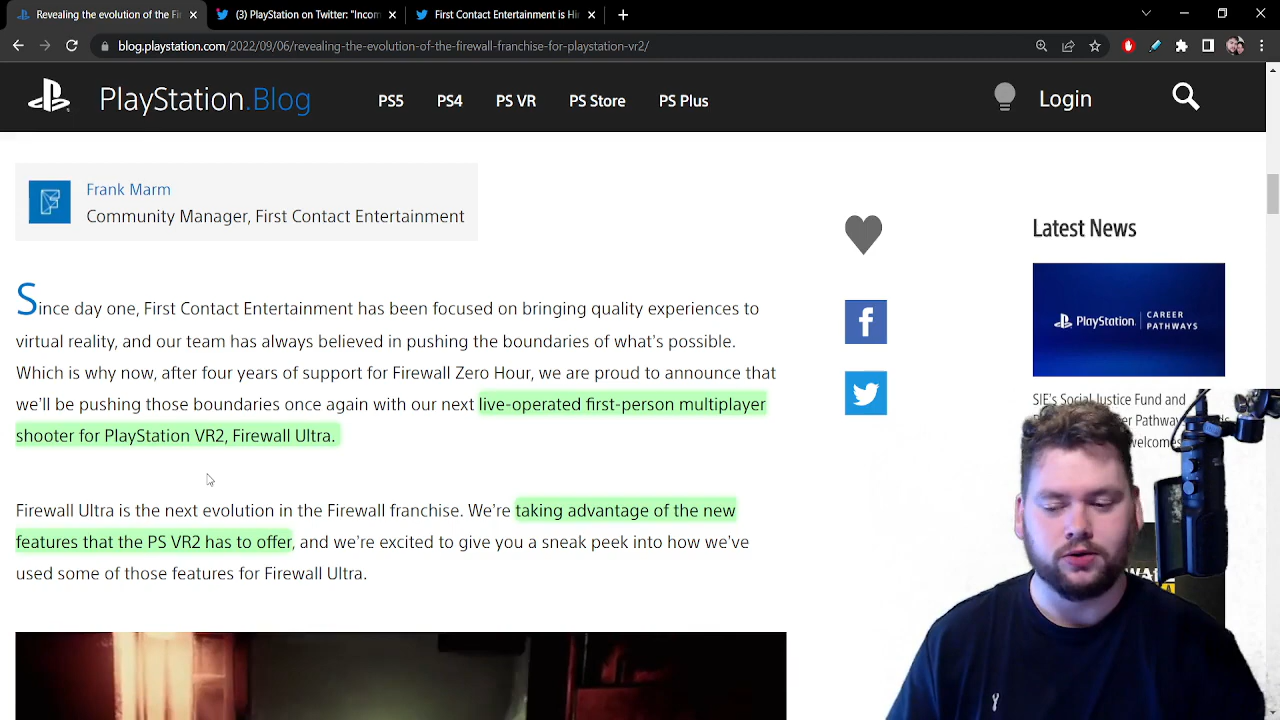 Revealing the evolution of the Fi
(3) PlayStation on Twitter: "Incom
First Contact Entertainment is Hi
blog.playstation.com/2022/09/06/revealing-the-evolution-of-the-firewall-franchise-for-playstation-vr2/
PlayStation.Blog
PS5
PS4
PS VR
PS Store
PS Plus
Login
Frank Marm
Community Manager, First Contact Entertainment
Since day one, First Contact Entertainment has been focused on bringing quality experiences to
virtual reality, and our team has always believed in pushing the boundaries of what's possible.
Which is why now, after four years of support for Firewall Zero Hour, we are proud to announce that
we'll be pushing those boundaries once again with our next live-operated first-person multiplayer
shooter for PlayStation VR2, Firewall Ultra.
Firewall Ultra is the next evolution in the Firewall franchise. We're taking advantage of the new
features that the PS VR2 has to offer, and we're excited to give you a sneak peek into how we've
used some of those features for Firewall Ultra.
Latest News
PlayStation.
CAREER
PATHWAYS
SIE's Social Justice Fund and
er Pathways
welcomes